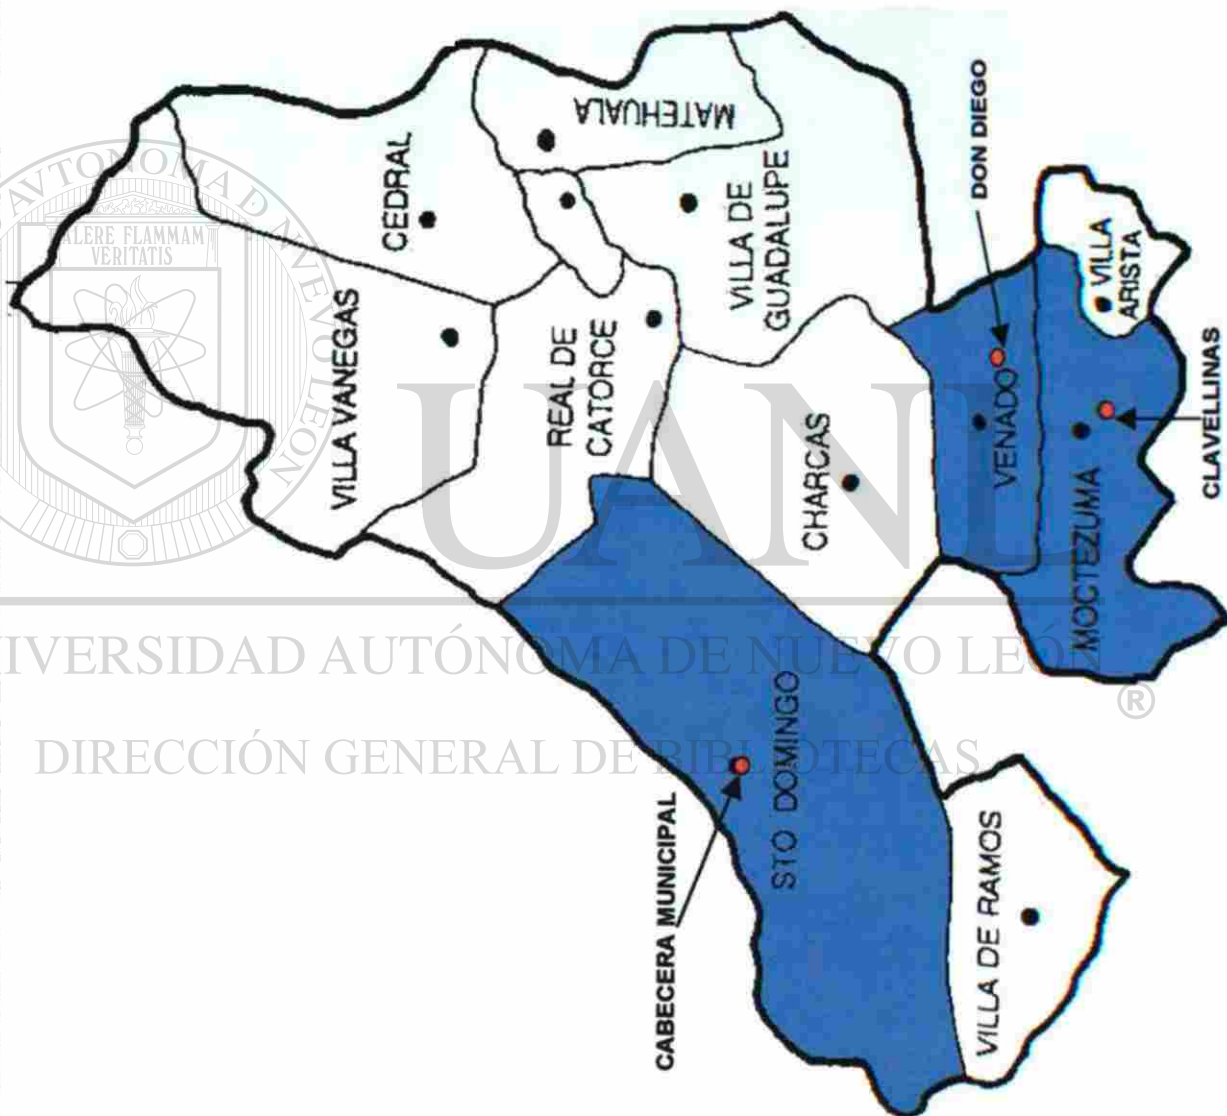 VILLA VANEGAS
CEDRAL
MATEHUALA
REAL DE
CATORCE
VILLA DE
GUADALUPE
CHARCAS
STO DOMINGO
CABECERA MUNICIPAL
VILLA DE RAMOS
VENADO
DON DIEGO
MOCTEZUMA
VILLA
ARISTA
CLAVELLINAS
ALERE FLAMMAM
VERITATIS
UANL
IVERSIDAD AUTÓNOMA DE NUEVO LEÓN
®
DIRECCIÓN GENERAL DE BIBLIOTECAS